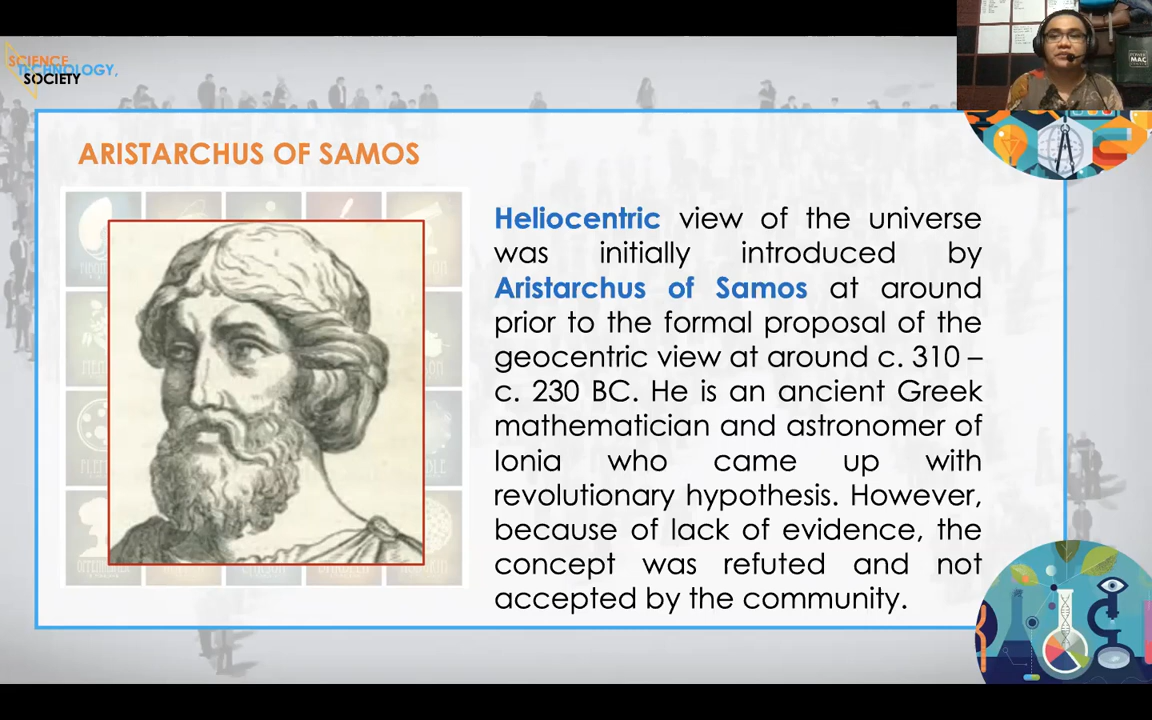 SCIENCE,
TECHNOLOGY,
SOCIETY
MAC
ARISTARCHUS OF SAMOS
Heliocentric view of the universe
was initially introduced by
Aristarchus of Samos at around
prior to the formal proposal of the
geocentric view at around c. 310 –
c. 230 BC. He is an ancient Greek
mathematician and astronomer of
Ionia who came up with
revolutionary hypothesis. However,
because of lack of evidence, the
concept was refuted and not
accepted by the community.